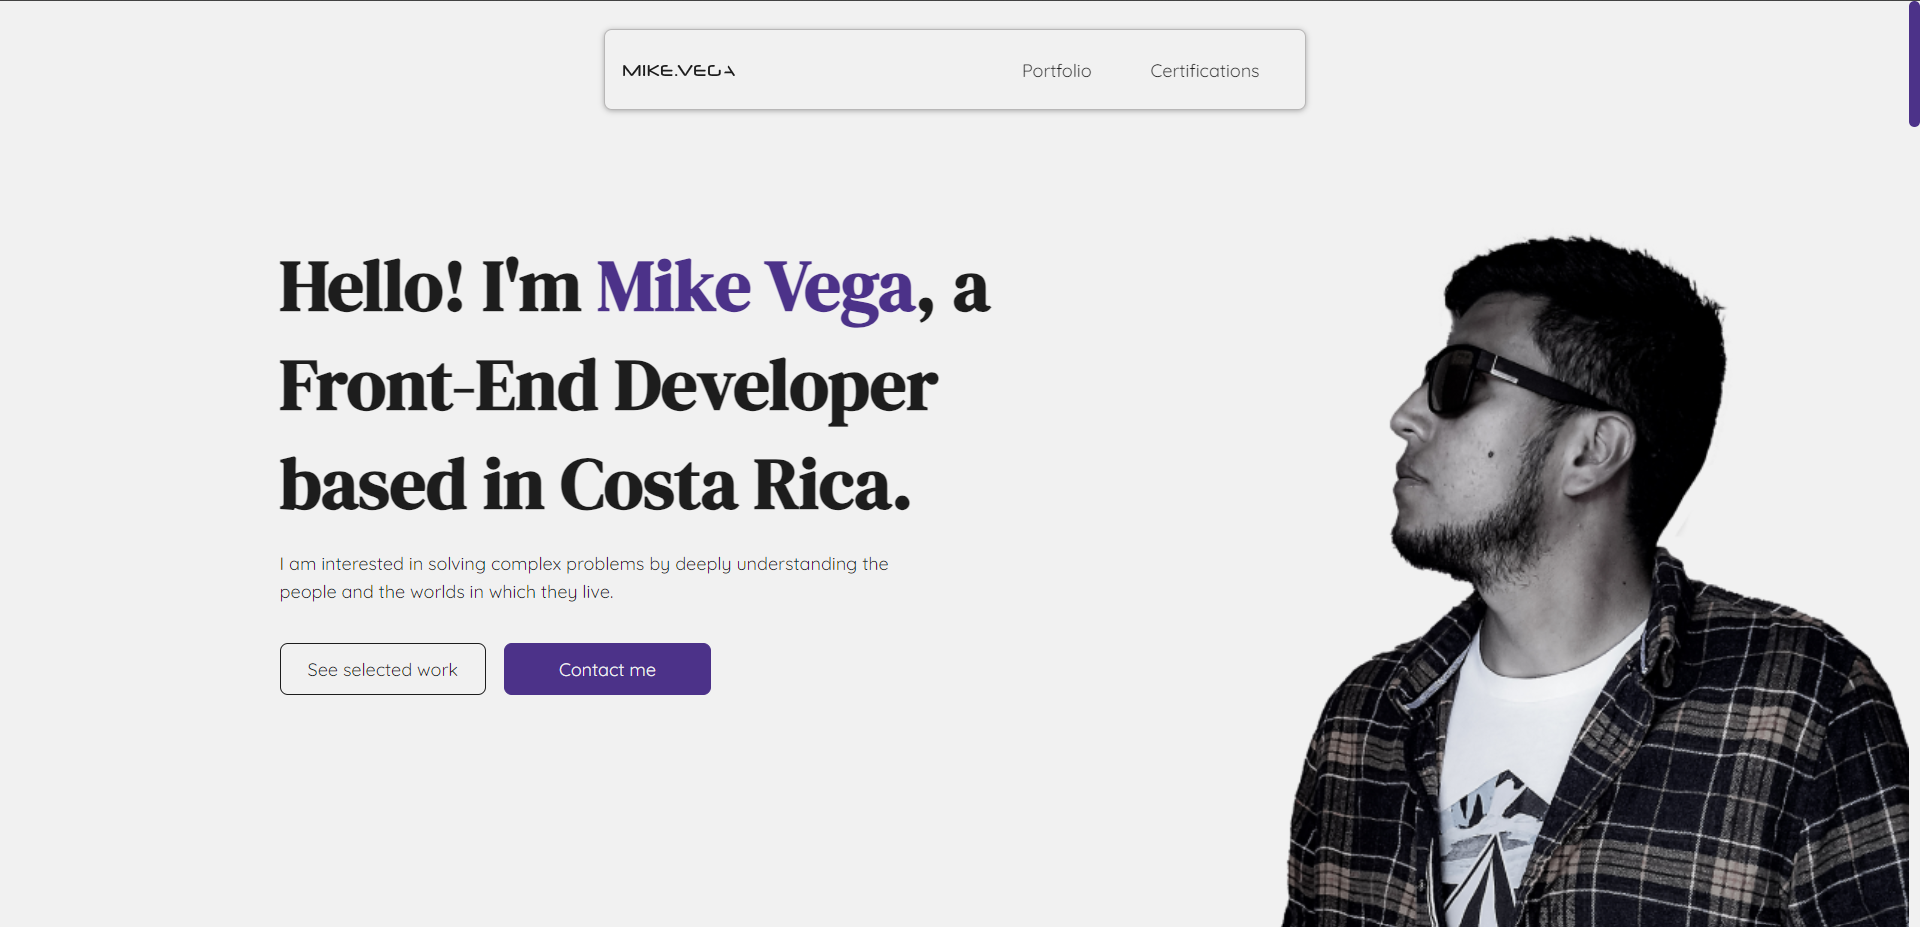 MIKE.VEGA
Portfolio
Certifications
Hello! I'm Mike Vega, a
Front-End Developer
based in Costa Rica.
I am interested in solving complex problems by deeply understanding the
people and the worlds in which they live.
See selected work
Contact me